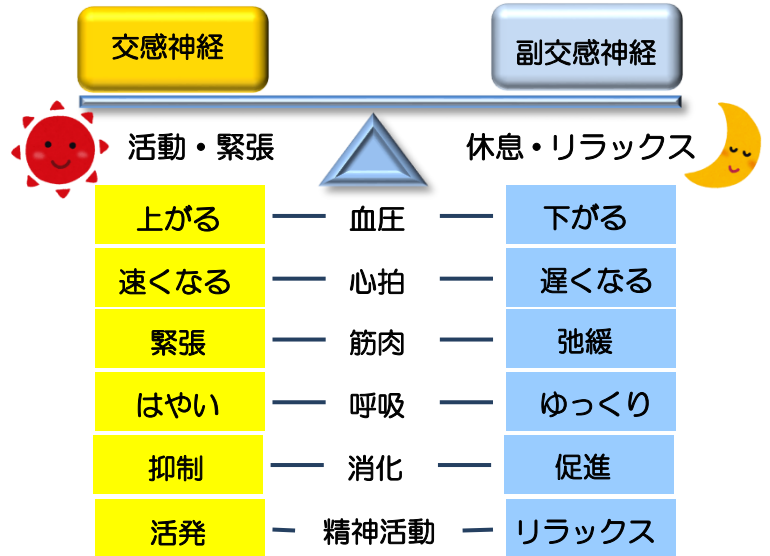 交感神経
副交感神経
活動・緊張
休息・リラックス
上がる 血圧 下がる
速くなる 心拍 遅くなる
緊張 筋肉 弛緩
はやい 呼吸 ゆっくり
抑制 消化 促進
活発 精神活動 リラックス